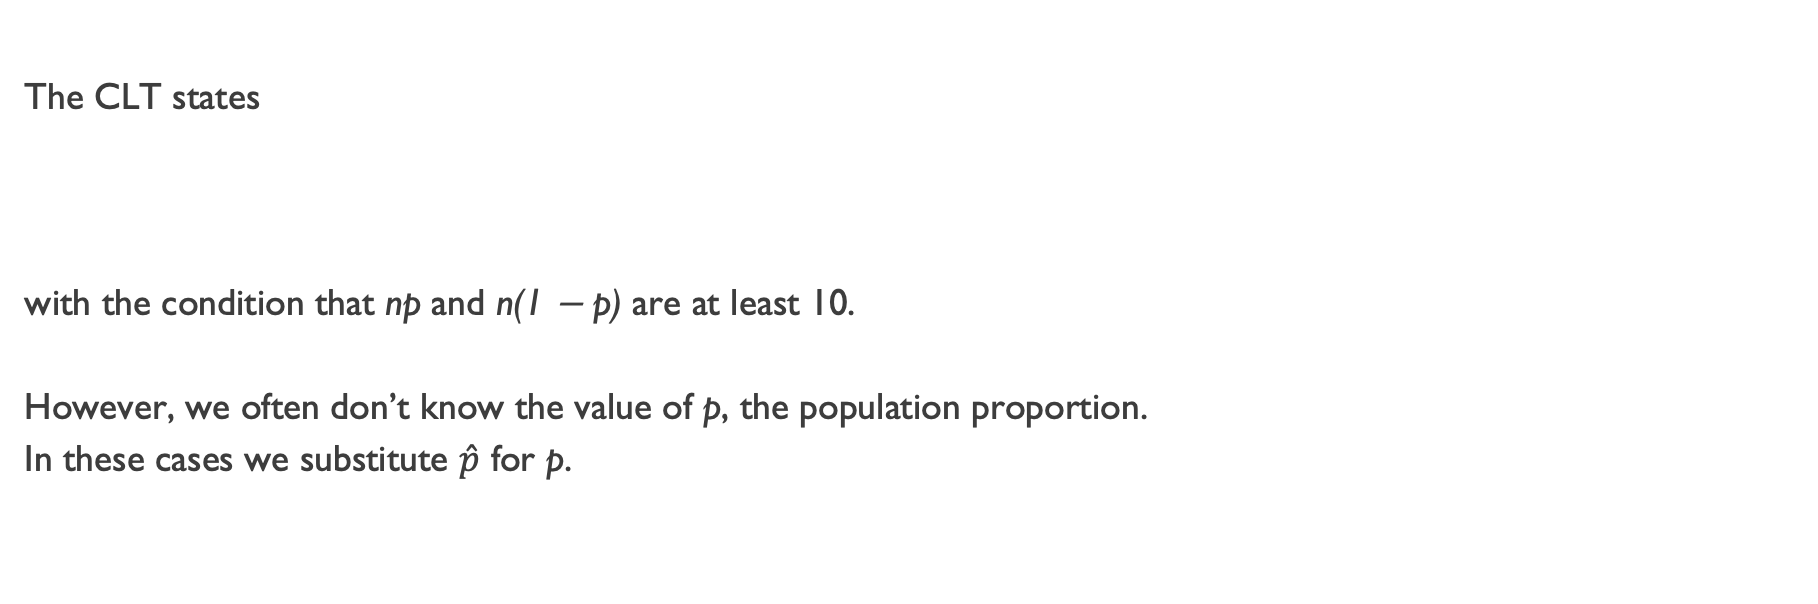 The CLT states
with the condition that np and n(1 − p) are at least 10.
However, we often don’t know the value of p, the population proportion.
In these cases we substitute p̂ for p.